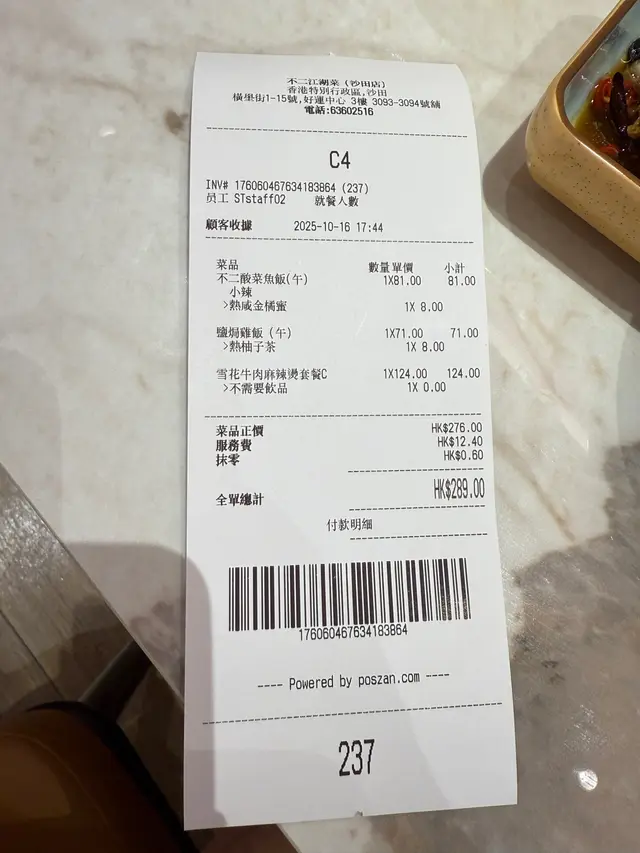 不二江湖菜 (沙田店)
香港特別行政區,沙田
橫壆街1-15號,好運中心 3樓 3093-3094號舖
電話:63602516
C4
INV# 176060467634183864 (237)
员工 STstaff02 就餐人數
顧客收據 2025-10-16 17:44
菜品 數量 單價 小計
不二酸菜魚飯(午) 1X81.00 81.00
小辣
>熱咸金橘蜜 1X 8.00
鹽焗雞飯 (午) 1X71.00 71.00
>熱柚子茶 1X 8.00
雪花牛肉麻辣燙套餐C 1X124.00 124.00
>不需要飲品 1X 0.00
菜品正價 HK$276.00
服務費 HK$12.40
抹零 HK$0.60
全單總計 HK$289.00
付款明細
176060467634183864
---- Powered by poszan.com ----
237